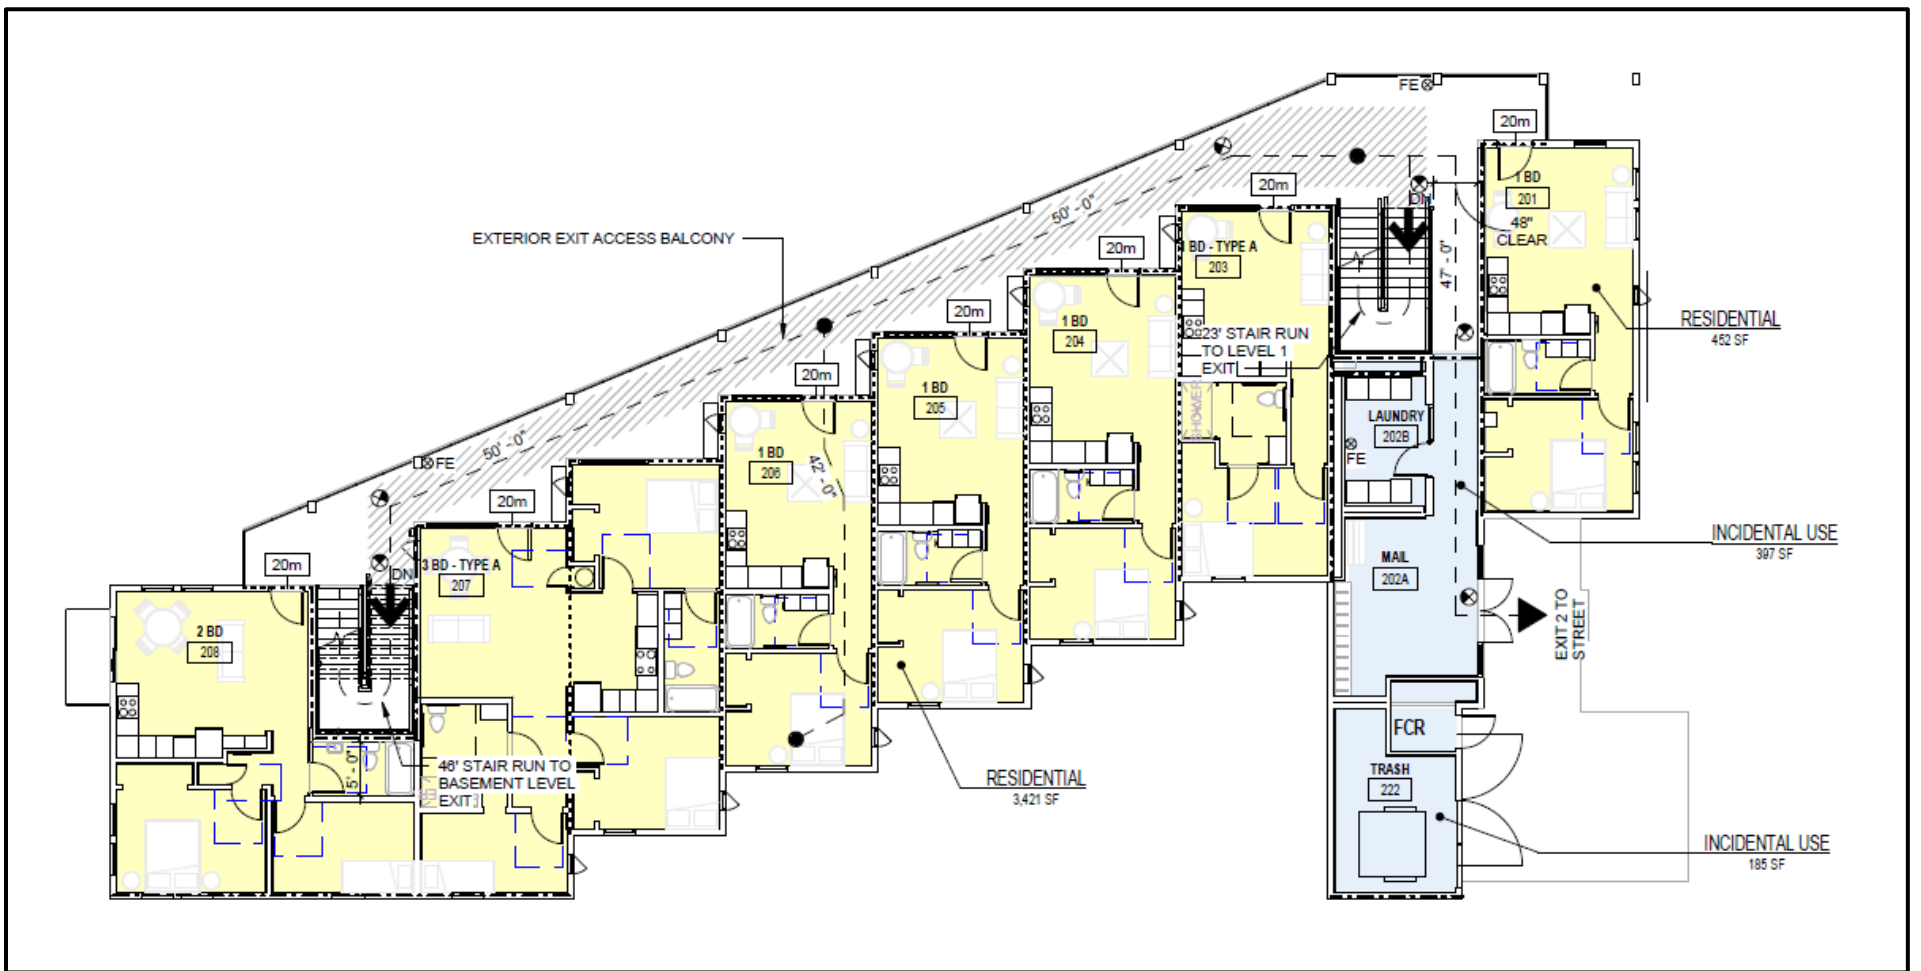 FE
20m
1 BD
201
DN
48"
CLEAR
20m
50' - 0"
47' - 0"
EXTERIOR EXIT ACCESS BALCONY
20m
BD - TYPE A
203
RESIDENTIAL
452 SF
20m
1 BD
204
23' STAIR RUN
TO LEVEL 1
EXIT
20m
1 BD
205
SHOWER
LAUNDRY
202B
FE
50' - 0"
FE
1 BD
206
42' - 0"
20m
INCIDENTAL USE
397 SF
MAIL
202A
20m
DN
3 BD - TYPE A
207
2 BD
208
EXIT 2 TO
STREET
FCR
5' - 0"
46' STAIR RUN TO
BASEMENT LEVEL
EXIT
RESIDENTIAL
3,421 SF
TRASH
222
INCIDENTAL USE
185 SF